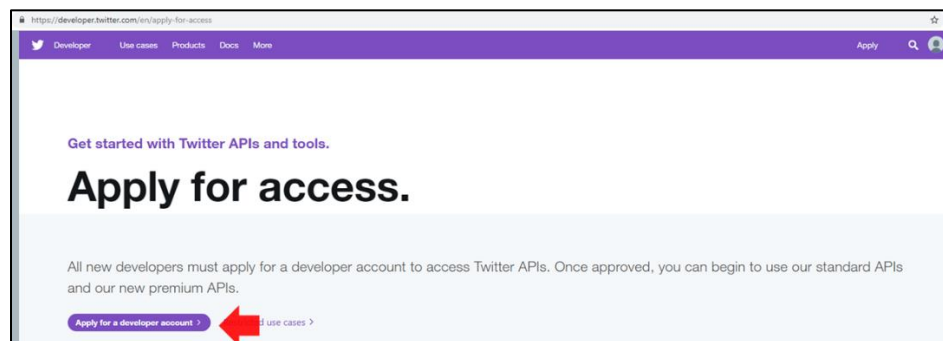 https://developer.twitter.com/en/apply-for-access
Developer Use cases Products Docs More Apply
Get started with Twitter APIs and tools.
Apply for access.
All new developers must apply for a developer account to access Twitter APIs. Once approved, you can begin to use our standard APIs
and our new premium APIs.
Apply for a developer account > use cases >